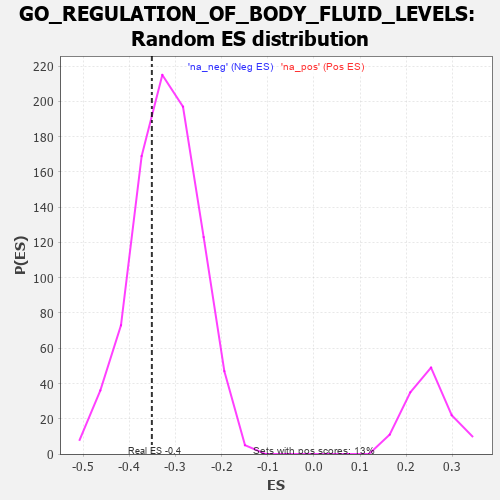 GO_REGULATION_OF_BODY_FLUID_LEVELS:
Random ES distribution
'na_neg' (Neg ES) 'na_pos' (Pos ES)
220
200
180
160
140
120
100
80
60
40
20
0
P(ES)
Real ES -0.4
Sets with pos scores: 13%
-0.5 -0.4 -0.3 -0.2 -0.1 0.0 0.1 0.2 0.3
ES